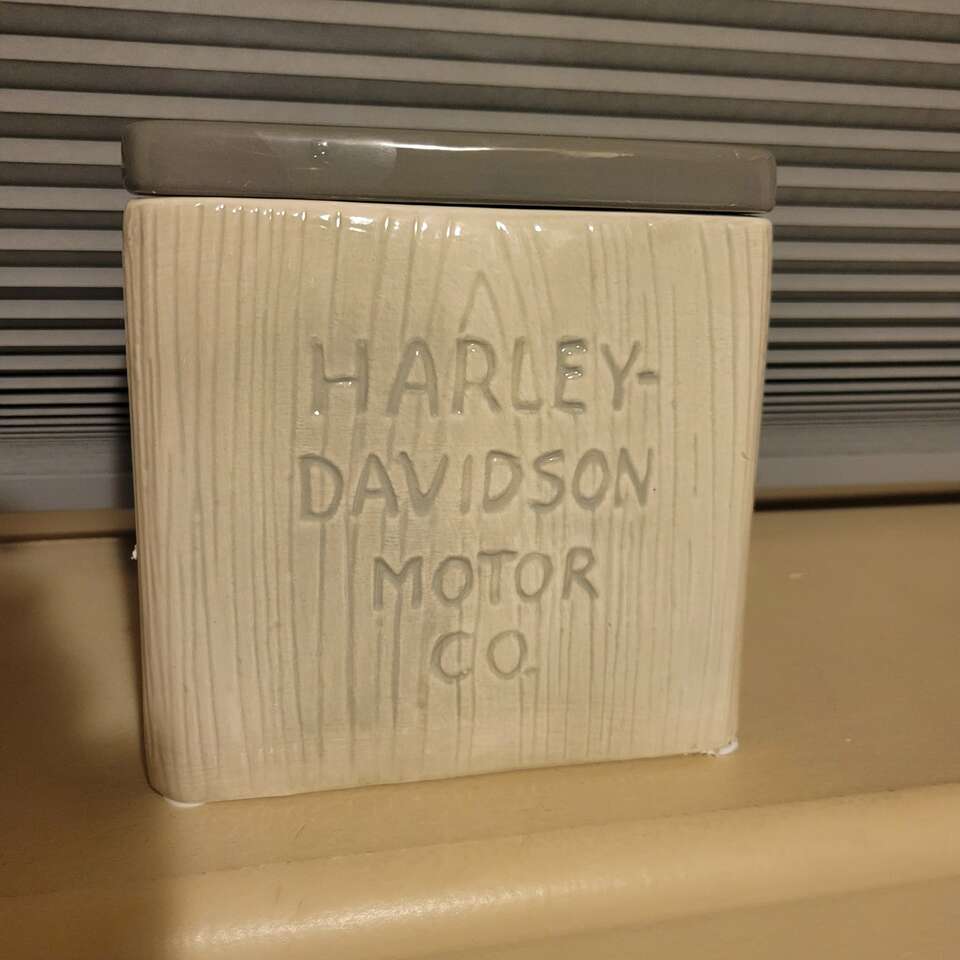 HARLEY-
DAVIDSON
MOTOR
CO.